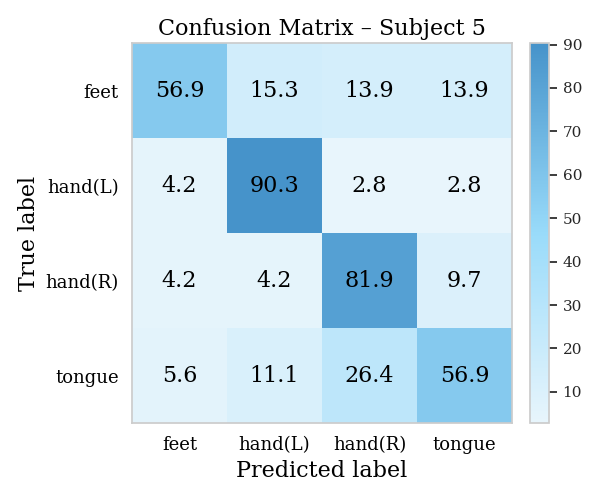 Confusion Matrix – Subject 5
feet 56.9 15.3 13.9 13.9
hand(L) 4.2 90.3 2.8 2.8
hand(R) 4.2 4.2 81.9 9.7
tongue 5.6 11.1 26.4 56.9
feet hand(L) hand(R) tongue
Predicted label
True label
90
80
70
60
50
40
30
20
10